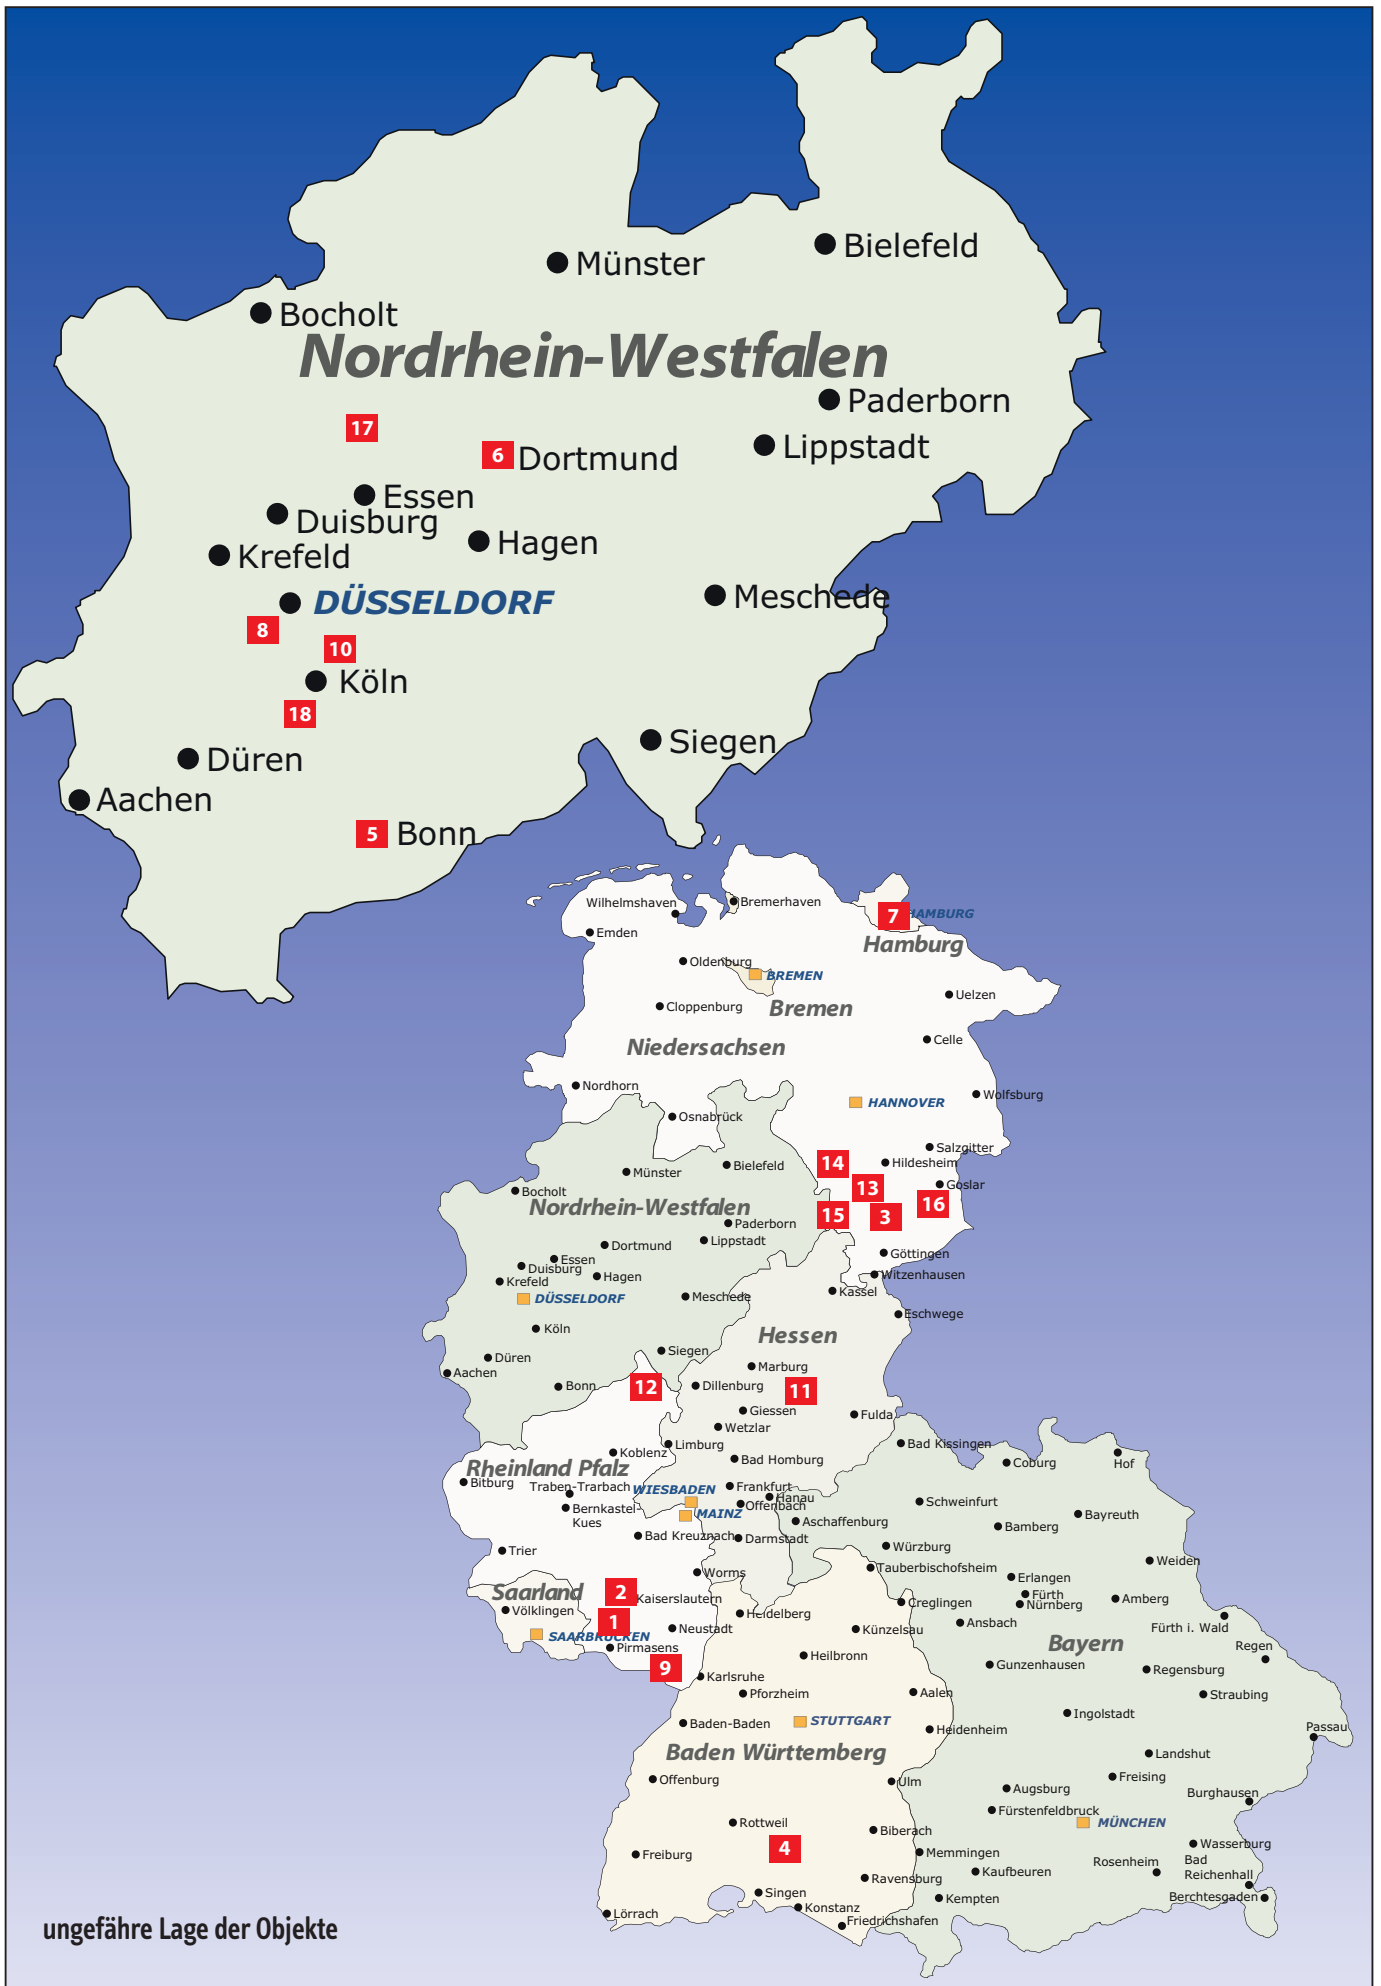 Bielefeld
Münster
Bocholt
Nordrhein-Westfalen
Paderborn
17
Lippstadt
6 Dortmund
Essen
Duisburg
Hagen
Krefeld
Meschede
DÜSSELDORF
8
10
Köln
18
Siegen
Düren
Aachen
5 Bonn
Wilhelmshaven
Bremerhaven
7 HAMBURG
Emden
Hamburg
Oldenburg
BREMEN
Uelzen
Cloppenburg
Bremen
Celle
Niedersachsen
Nordhorn
Wolfsburg
HANNOVER
Osnabrück
Salzgitter
14
Hildesheim
Bielefeld
Münster
13
Goslar
Bocholt
16
Nordrhein-Westfalen
15
3
Paderborn
Lippstadt
Dortmund
Göttingen
Essen
Duisburg
Hagen
Witzenhausen
Krefeld
Kassel
DÜSSELDORF
Meschede
Eschwege
Köln
Hessen
Siegen
Düren
Marburg
Aachen
Bonn
12
Dillenburg
11
Giessen
Fulda
Wetzlar
Limburg
Bad Kissingen
Koblenz
Bad Homburg
Coburg
Hof
Rheinland Pfalz
Bitburg
Traben-Trarbach
WIESBADEN
Frankfurt
Hanau
Offenbach
Schweinfurt
Bernkastel-
Kues
MAINZ
Aschaffenburg
Bayreuth
Bamberg
Bad Kreuznach
Darmstadt
Würzburg
Trier
Tauberbischofsheim
Weiden
Worms
Erlangen
Saarland
2
Kaiserslautern
Fürth
Nürnberg
Amberg
Creglingen
Völklingen
Heidelberg
1
Ansbach
Fürth i. Wald
Neustadt
Künzelsau
SAARBRÜCKEN
Bayern
Regen
Pirmasens
Heilbronn
9
Gunzenhausen
Regensburg
Karlsruhe
Pforzheim
Aalen
Straubing
Ingolstadt
Baden-Baden
STUTTGART
Heidenheim
Passau
Baden Württemberg
Landshut
Offenburg
Ulm
Freising
Augsburg
Burghausen
Fürstenfeldbruck
Rottweil
MÜNCHEN
Biberach
4
Wasserburg
Freiburg
Memmingen
Rosenheim
Bad
Reichenhall
Kaufbeuren
Ravensburg
Singen
Kempten
Berchtesgaden
Konstanz
Lörrach
Friedrichshafen
ungefähre Lage der Objekte